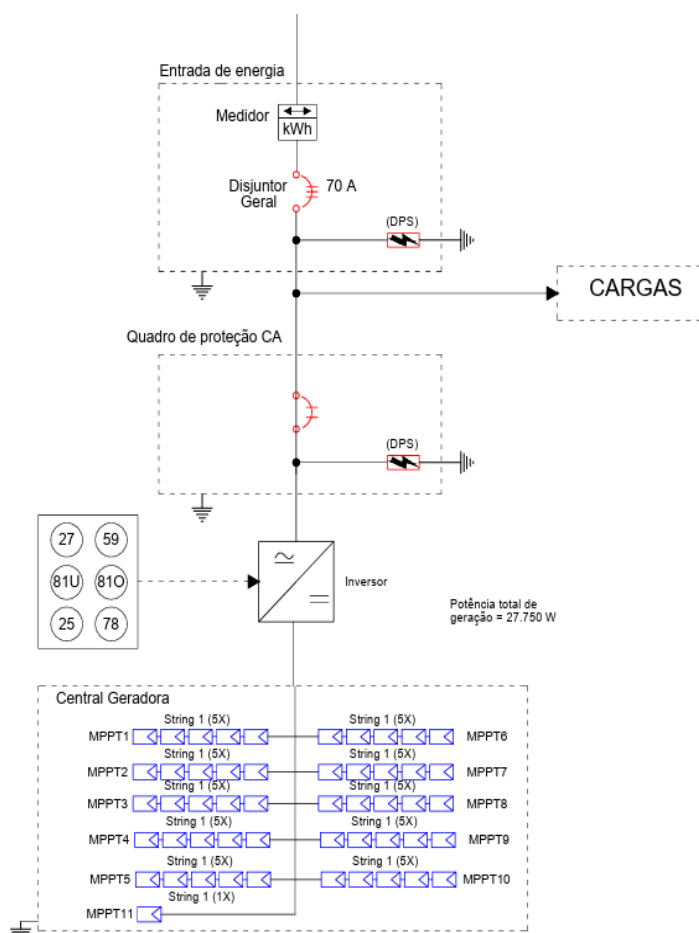 Entrada de energia
Medidor
kWh
Disjuntor
Geral
70 A
(DPS)
CARGAS
Quadro de proteção CA
(DPS)
27
59
81U
81O
25
78
Inversor
Potência total de
geração = 27.750 W
Central Geradora
String 1 (5X)
String 1 (5X)
MPPT1
MPPT6
String 1 (5X)
String 1 (5X)
MPPT2
MPPT7
String 1 (5X)
String 1 (5X)
MPPT3
MPPT8
String 1 (5X)
String 1 (5X)
MPPT4
MPPT9
String 1 (5X)
String 1 (5X)
MPPT5
MPPT10
String 1 (1X)
MPPT11